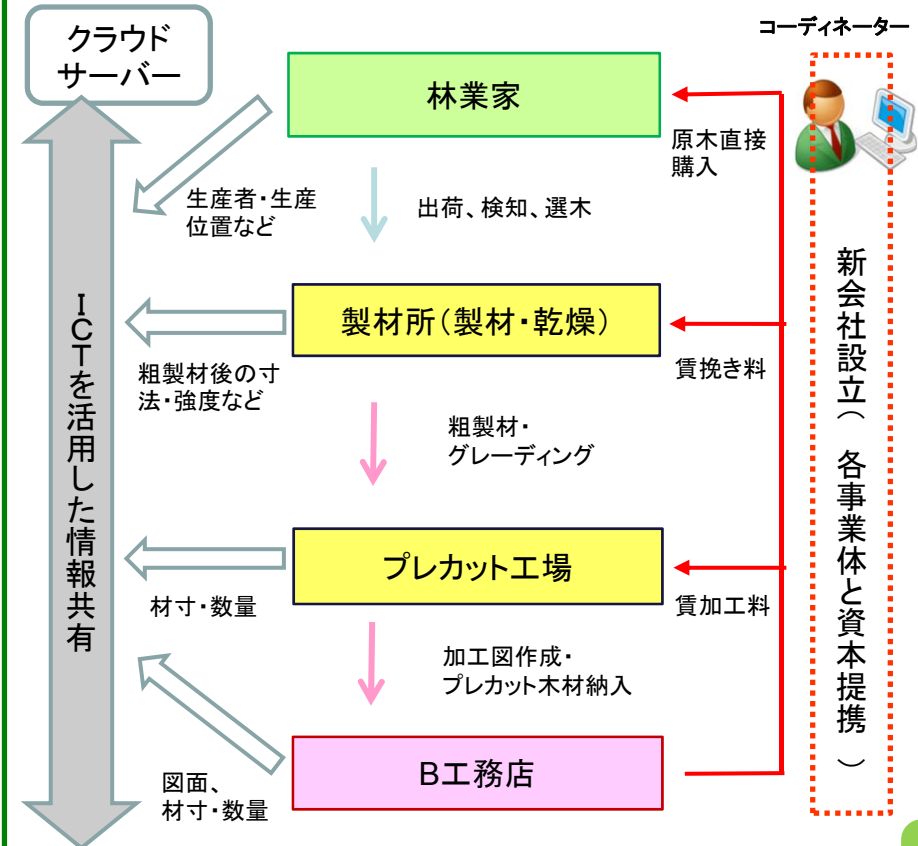 コーディネーター
クラウド
サーバー
林業家
原木直接
購入
生産者・生産
位置など
出荷、検知、選木
製材所（製材・乾燥）
賃挽き料
粗製材後の寸
法・強度など
粗製材・
グレーディング
プレカット工場
賃加工料
材寸・数量
加工図作成・
プレカット木材納入
B工務店
図面、
材寸・数量
ICTを活用した情報共有
新会社設立（各事業体と資本提携）